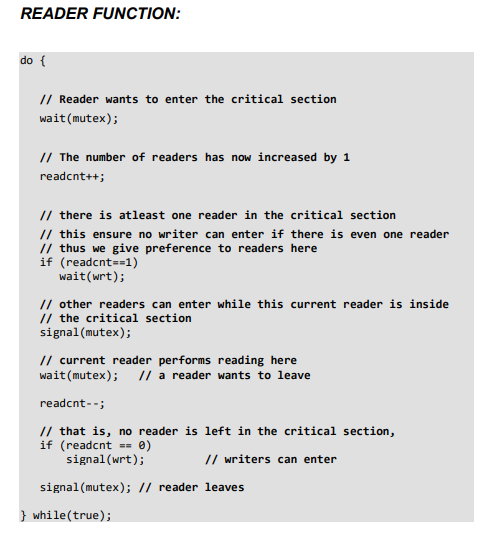 READER FUNCTION:
do {
// Reader wants to enter the critical section
wait(mutex);
// The number of readers has now increased by 1
readcnt++;
// there is atleast one reader in the critical section
// this ensure no writer can enter if there is even one reader
// thus we give preference to readers here
if (readcnt==1)
wait(wrt);
// other readers can enter while this current reader is inside
// the critical section
signal(mutex);
// current reader performs reading here
wait(mutex); // a reader wants to leave
readcnt--;
// that is, no reader is left in the critical section,
if (readcnt == 0)
signal(wrt); // writers can enter
signal(mutex); // reader leaves
} while(true);